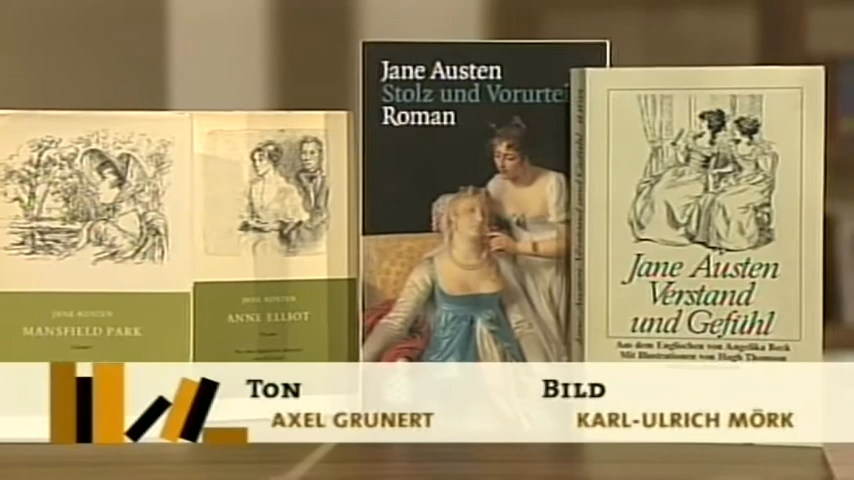 JANE AUSTEN
MANSFIELD PARK
JANE AUSTEN
ANNE ELLIOT
Jane Austen
Stolz und Vorurtei
Roman
Jane Austen
Verstand
und Gefühl
Aus dem Englischen von Angelika Beck
Mit Illustrationen von Hugh Thomson
TON
AXEL GRUNERT
BILD
KARL-ULRICH MÖRK